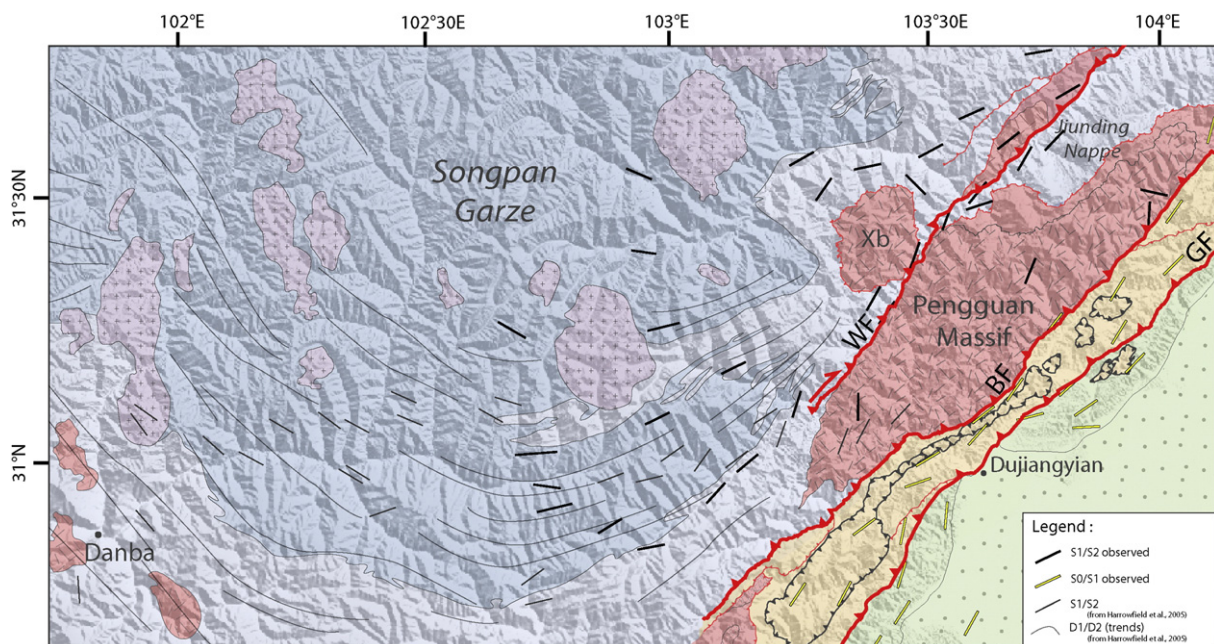 102°E
102°30E
103°E
103°30E
104°E
31°30N
31°N
Songpan
Garze
Jiunding
Nappe
Xb
Pengguan
Massif
WF
BF
GF
Dujiangyian
Danba
Legend :
S1/S2 observed
S0/S1 observed
S1/S2
(from Harrowfield et al., 2005)
D1/D2 (trends)
(from Harrowfield et al., 2005)